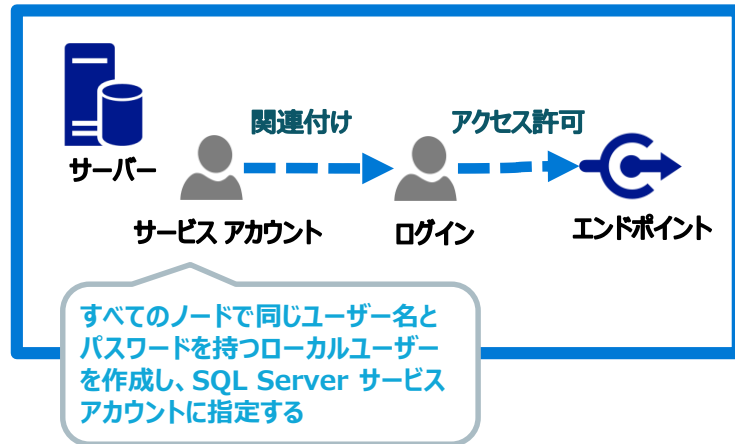 関連付け
アクセス許可
サーバー
サービス アカウント
ログイン
エンドポイント
すべてのノードで同じユーザー名と
パスワードを持つローカルユーザー
を作成し、SQL Server サービス
アカウントに指定する